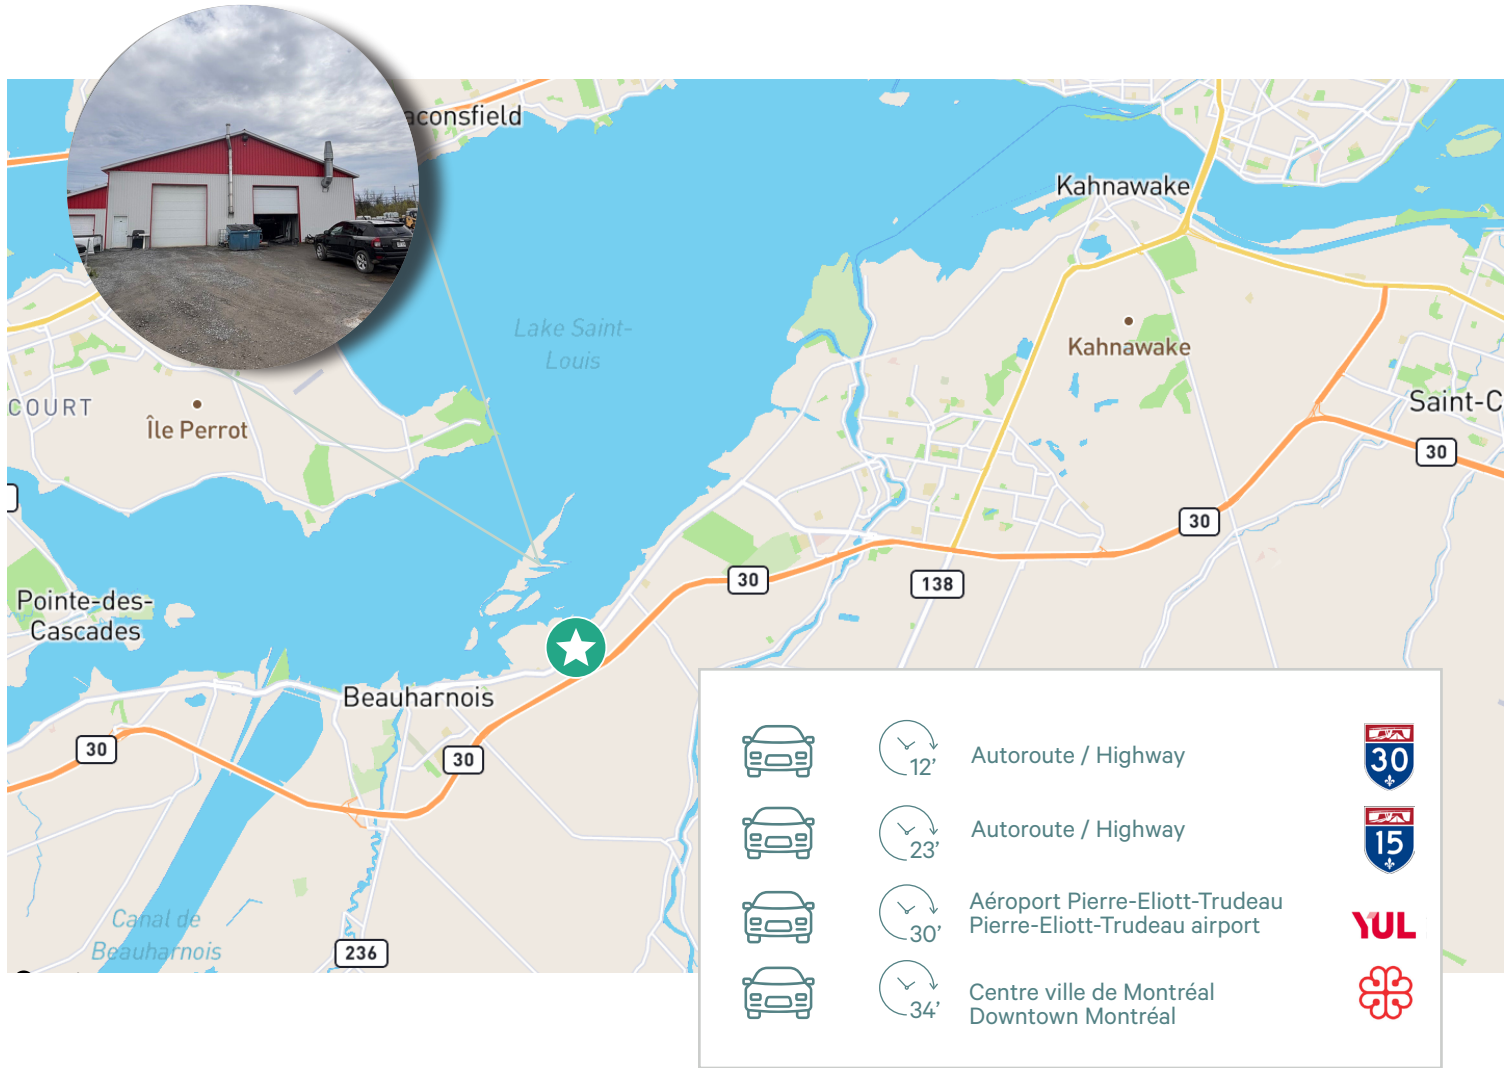 aconsfield
Kahnawake
Lake Saint-
Louis
Kahnawake
COURT
Île Perrot
Saint-C
30
30
30
138
Pointe-des-
Cascades
Beauharnois
30
30
Canal de
Beauharnois
236
12’
Autoroute / Highway
30
23’
Autoroute / Highway
15
30’
Aéroport Pierre-Eliott-Trudeau
Pierre-Eliott-Trudeau airport
YUL
34’
Centre ville de Montréal
Downtown Montréal